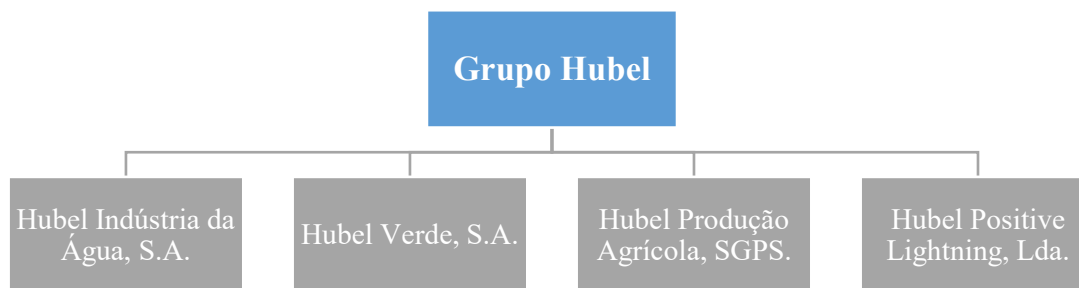 Grupo Hubel
Hubel Indústria da
Água, S.A.
Hubel Verde, S.A.
Hubel Produção
Agrícola, SGPS.
Hubel Positive
Lightning, Lda.